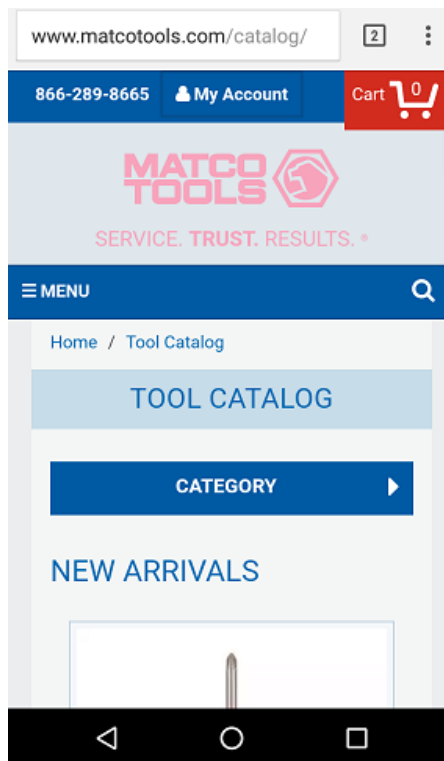 www.matcotools.com/catalog/ 2
866-289-8665 My Account Cart 0
MATCO
TOOLS
SERVICE. TRUST. RESULTS. ®
MENU
Home / Tool Catalog
TOOL CATALOG
CATEGORY
NEW ARRIVALS